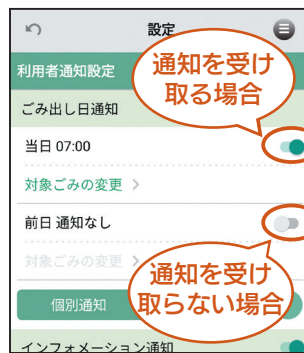 設定
利用者通知設定
通知を受け
取る場合
ごみ出し日通知
当日 07:00
対象ごみの変更 >
前日 通知なし
対象ごみの変更 >
通知を受け
取らない場合
個別通知
インフォメーション通知